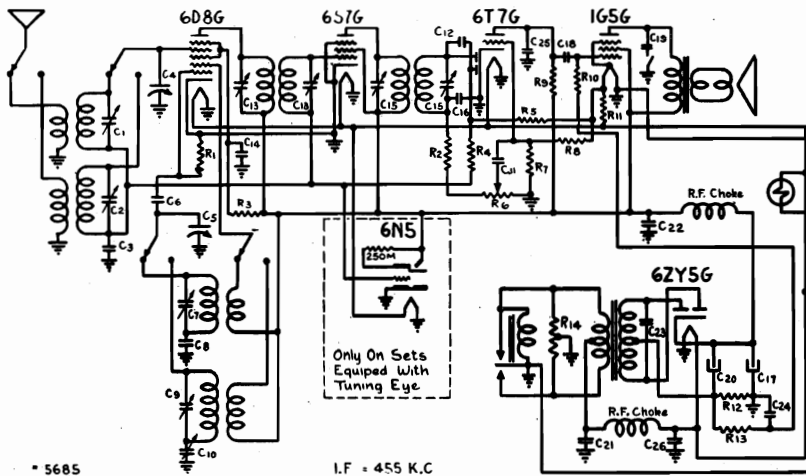 6D8G
6S7G
6T7G
1G5G
C12
C25
C18
C19
C4
C13
C13
C15
C15
R9
R10
C16
R5
R11
C1
R1
C14
R2
R4
C11
R7
R8
C6
R6
C2
R3
C5
R.F. Choke
C3
6N5
C22
250M
6ZY5G
C7
R14
C23
C8
Only On Sets
Equiped With
Tuning Eye
C20
C17
C9
R12
C24
R.F. Choke
R13
C10
C21
C26
* 5685
I.F = 455 K.C